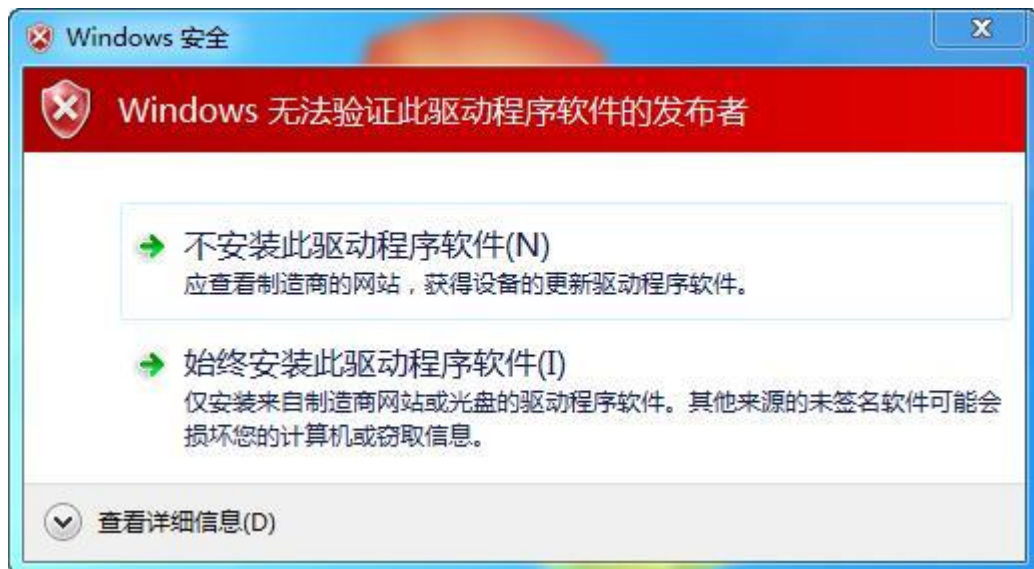 Windows 安全
Windows 无法验证此驱动程序软件的发布者
不安装此驱动程序软件(N)
应查看制造商的网站，获得设备的更新驱动程序软件。
始终安装此驱动程序软件(I)
仅安装来自制造商网站或光盘的驱动程序软件。其他来源的未签名软件可能会
损坏您的计算机或窃取信息。
查看详细信息(D)